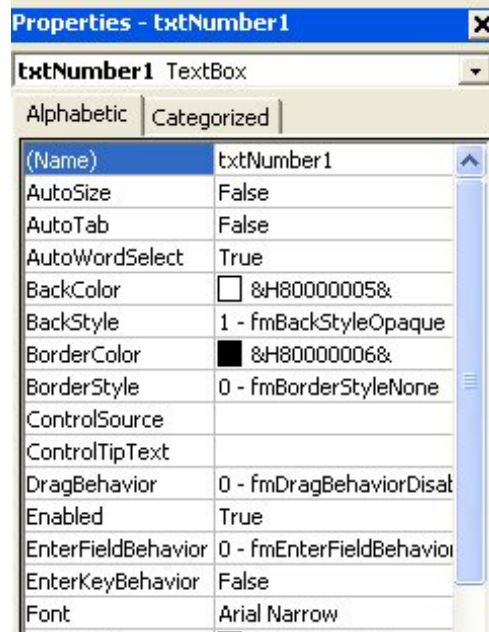 Properties - txtNumber1
txtNumber1 TextBox
Alphabetic Categorized
(Name) txtNumber1
AutoSize False
AutoTab False
AutoWordSelect True
BackColor &H80000005&
BackStyle 1 - fmBackStyleOpaque
BorderColor &H80000006&
BorderStyle 0 - fmBorderStyleNone
ControlSource
ControlTipText
DragBehavior 0 - fmDragBehaviorDisab
Enabled True
EnterFieldBehavior 0 - fmEnterFieldBehavior
EnterKeyBehavior False
Font Arial Narrow